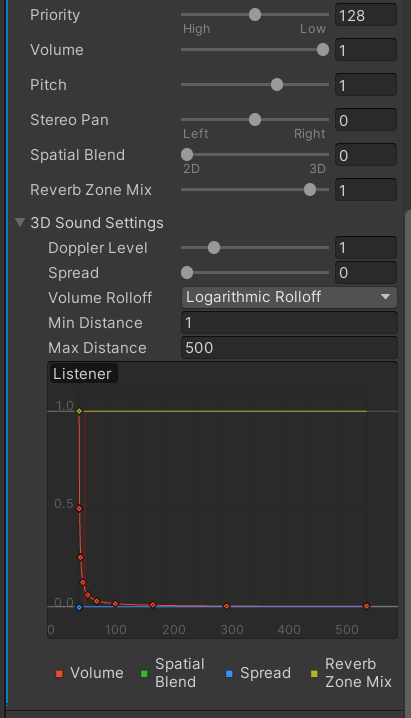 Priority 128
High Low
Volume 1
Pitch 1
Stereo Pan 0
Left Right
Spatial Blend 0
2D 3D
Reverb Zone Mix 1
3D Sound Settings
Doppler Level 1
Spread 0
Volume Rolloff Logarithmic Rolloff
Min Distance 1
Max Distance 500
Listener
1.0
0.5
0.0
0 100 200 300 400 500
Volume Spatial Blend Spread Reverb Zone Mix